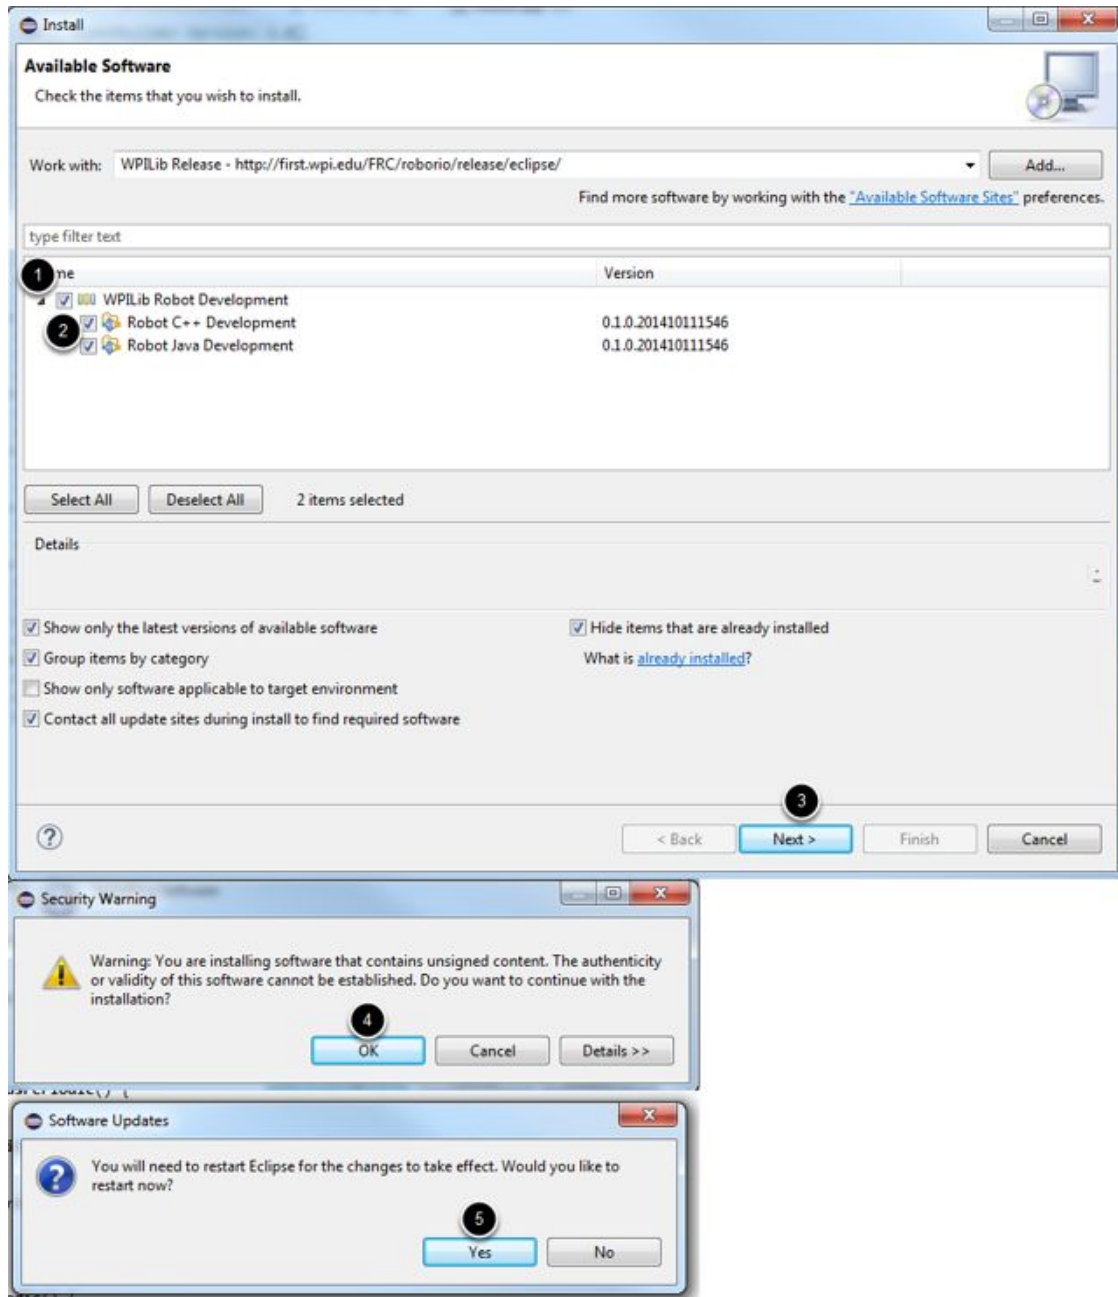 Install
Available Software
Check the items that you wish to install.
Work with: WPILib Release - http://first.wpi.edu/FRC/roborio/release/eclipse/ Add...
Find more software by working with the "Available Software Sites" preferences.
type filter text
1 me Version
WPILib Robot Development
2 Robot C++ Development 0.1.0.201410111546
Robot Java Development 0.1.0.201410111546
Select All Deselect All 2 items selected
Details
Show only the latest versions of available software Hide items that are already installed
Group items by category What is already installed?
Show only software applicable to target environment
Contact all update sites during install to find required software
3
? < Back Next > Finish Cancel
Security Warning
Warning: You are installing software that contains unsigned content. The authenticity
or validity of this software cannot be established. Do you want to continue with the
installation?
4
OK Cancel Details >>
Software Updates
You will need to restart Eclipse for the changes to take effect. Would you like to
restart now?
5
Yes No